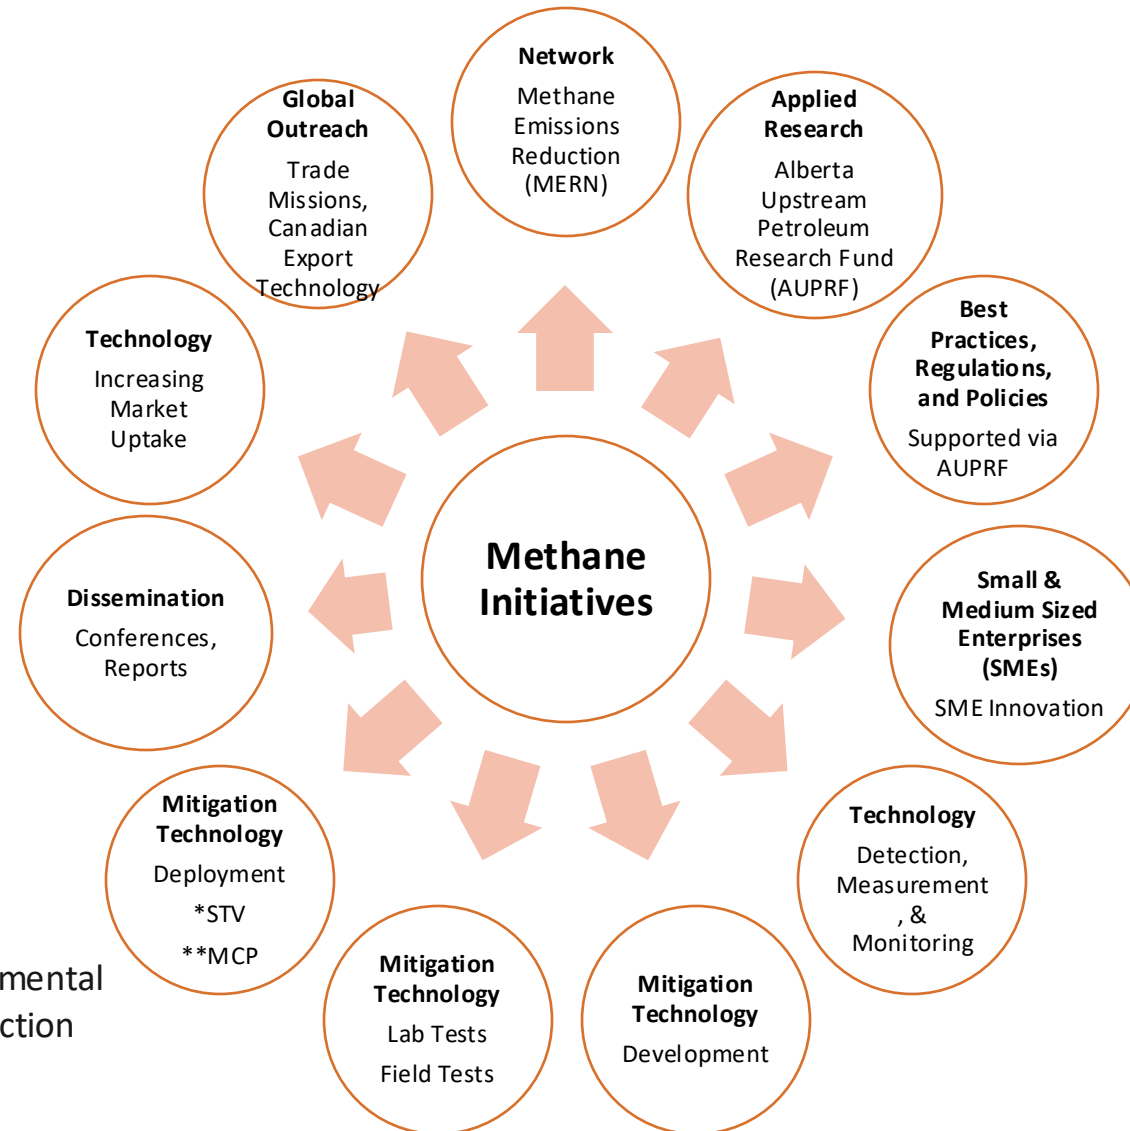 Network
Methane
Emissions
Reduction
(MERN)
Applied
Research
Alberta
Upstream
Petroleum
Research Fund
(AUPRF)
Best
Practices,
Regulations,
and Policies
Supported via
AUPRF
Small &
Medium Sized
Enterprises
(SMEs)
SME Innovation
Technology
Detection,
Measurement
, &
Monitoring
Mitigation
Technology
Development
Mitigation
Technology
Lab Tests
Field Tests
Mitigation
Technology
Deployment
*STV
**MCP
Dissemination
Conferences,
Reports
Technology
Increasing
Market
Uptake
Global
Outreach
Trade
Missions,
Canadian
Export
Technology
Methane
Initiatives
mental
ction